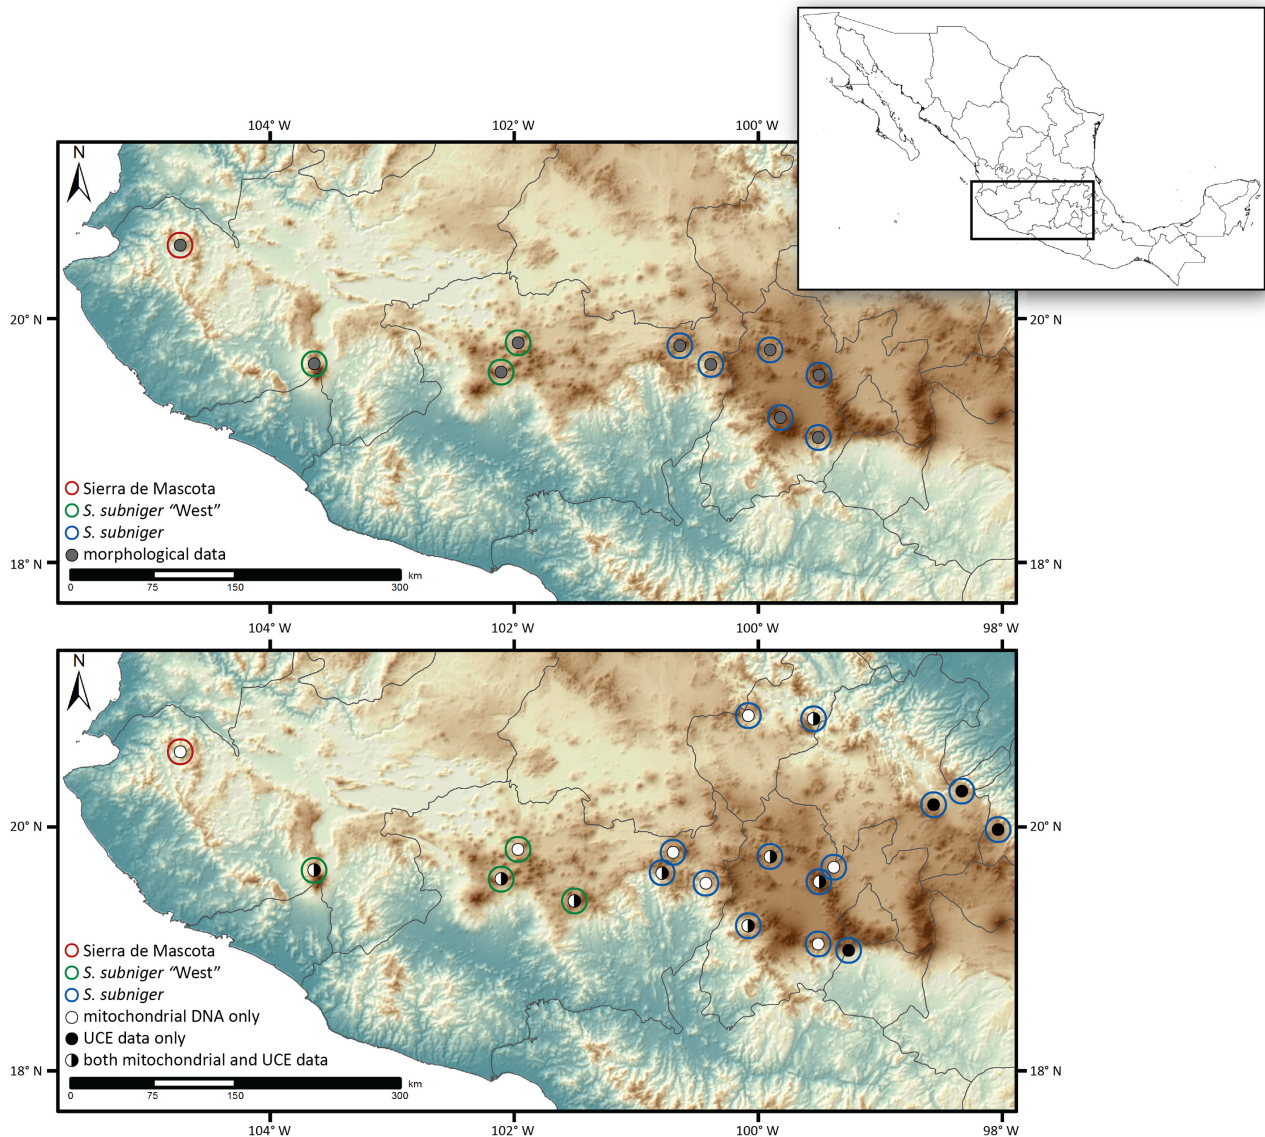 104° W 102° W 100° W
N
20° N 20° N
Sierra de Mascota
S. subniger “West”
S. subniger
morphological data
km
0 75 150 300
18° N 18° N
104° W 102° W 100° W 98° W
N
20° N 20° N
Sierra de Mascota
S. subniger “West”
S. subniger
mitochondrial DNA only
UCE data only
both mitochondrial and UCE data
18° N 18° N
km
0 75 150 300
104° W 102° W 100° W 98° W